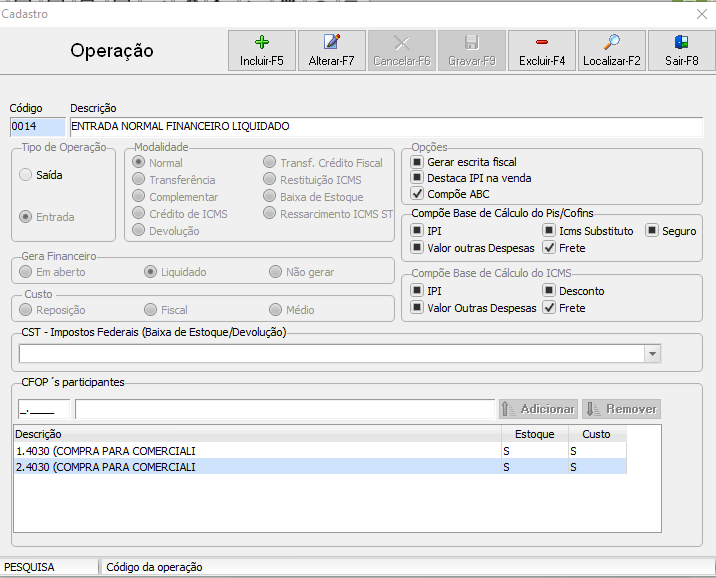 Cadastro
Operação
Incluir-F5
Alterar-F7
Cancelar-F6
Gravar-F9
Excluir-F4
Localizar-F2
Sair-F8
Código Descrição
0014 ENTRADA NORMAL FINANCEIRO LIQUIDADO
Tipo de Operação
Saída
Entrada
Modalidade
Normal
Transferência
Complementar
Crédito de ICMS
Devolução
Transf. Crédito Fiscal
Restituição ICMS
Baixa de Estoque
Ressarcimento ICMS ST
Opções
Gerar escrita fiscal
Destaca IPI na venda
Compõe ABC
Compõe Base de Cálculo do Pis/Cofins
IPI Icms Substituto Seguro
Valor outras Despesas Frete
Gera Financeiro
Em aberto Liquidado Não gerar
Compõe Base de Cálculo do ICMS
IPI Desconto
Valor Outras Despesas Frete
Custo
Reposição Fiscal Médio
CST - Impostos Federais (Baixa de Estoque/Devolução)
CFOP ´s participantes
_.____ Adicionar Remover
Descrição Estoque Custo
1.4030 (COMPRA PARA COMERCIALI S S
2.4030 (COMPRA PARA COMERCIALI S S
PESQUISA Código da operação